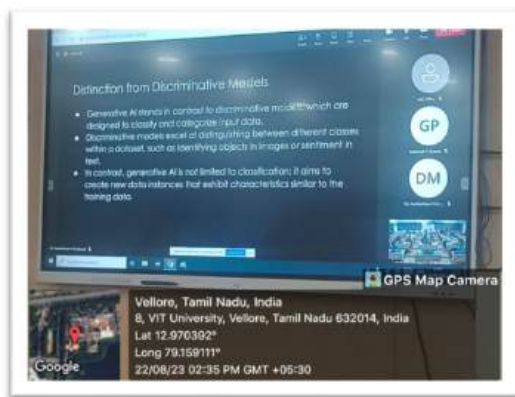 Distinction from Discriminative Models
Generative AI stands in contrast to discriminative models, which are
designed to classify and categorize input data.
Discriminative models excel at distinguishing between different classes
within a dataset, such as identifying objects in images or sentiment in
text.
In contrast, generative AI is not limited to classification; it aims to
create new data instances that exhibit characteristics similar to the
training data.
GP
DM
GPS Map Camera
Google
Vellore, Tamil Nadu, India
8, VIT University, Vellore, Tamil Nadu 632014, India
Lat 12.970392°
Long 79.159111°
22/08/23 02:35 PM GMT +05:30